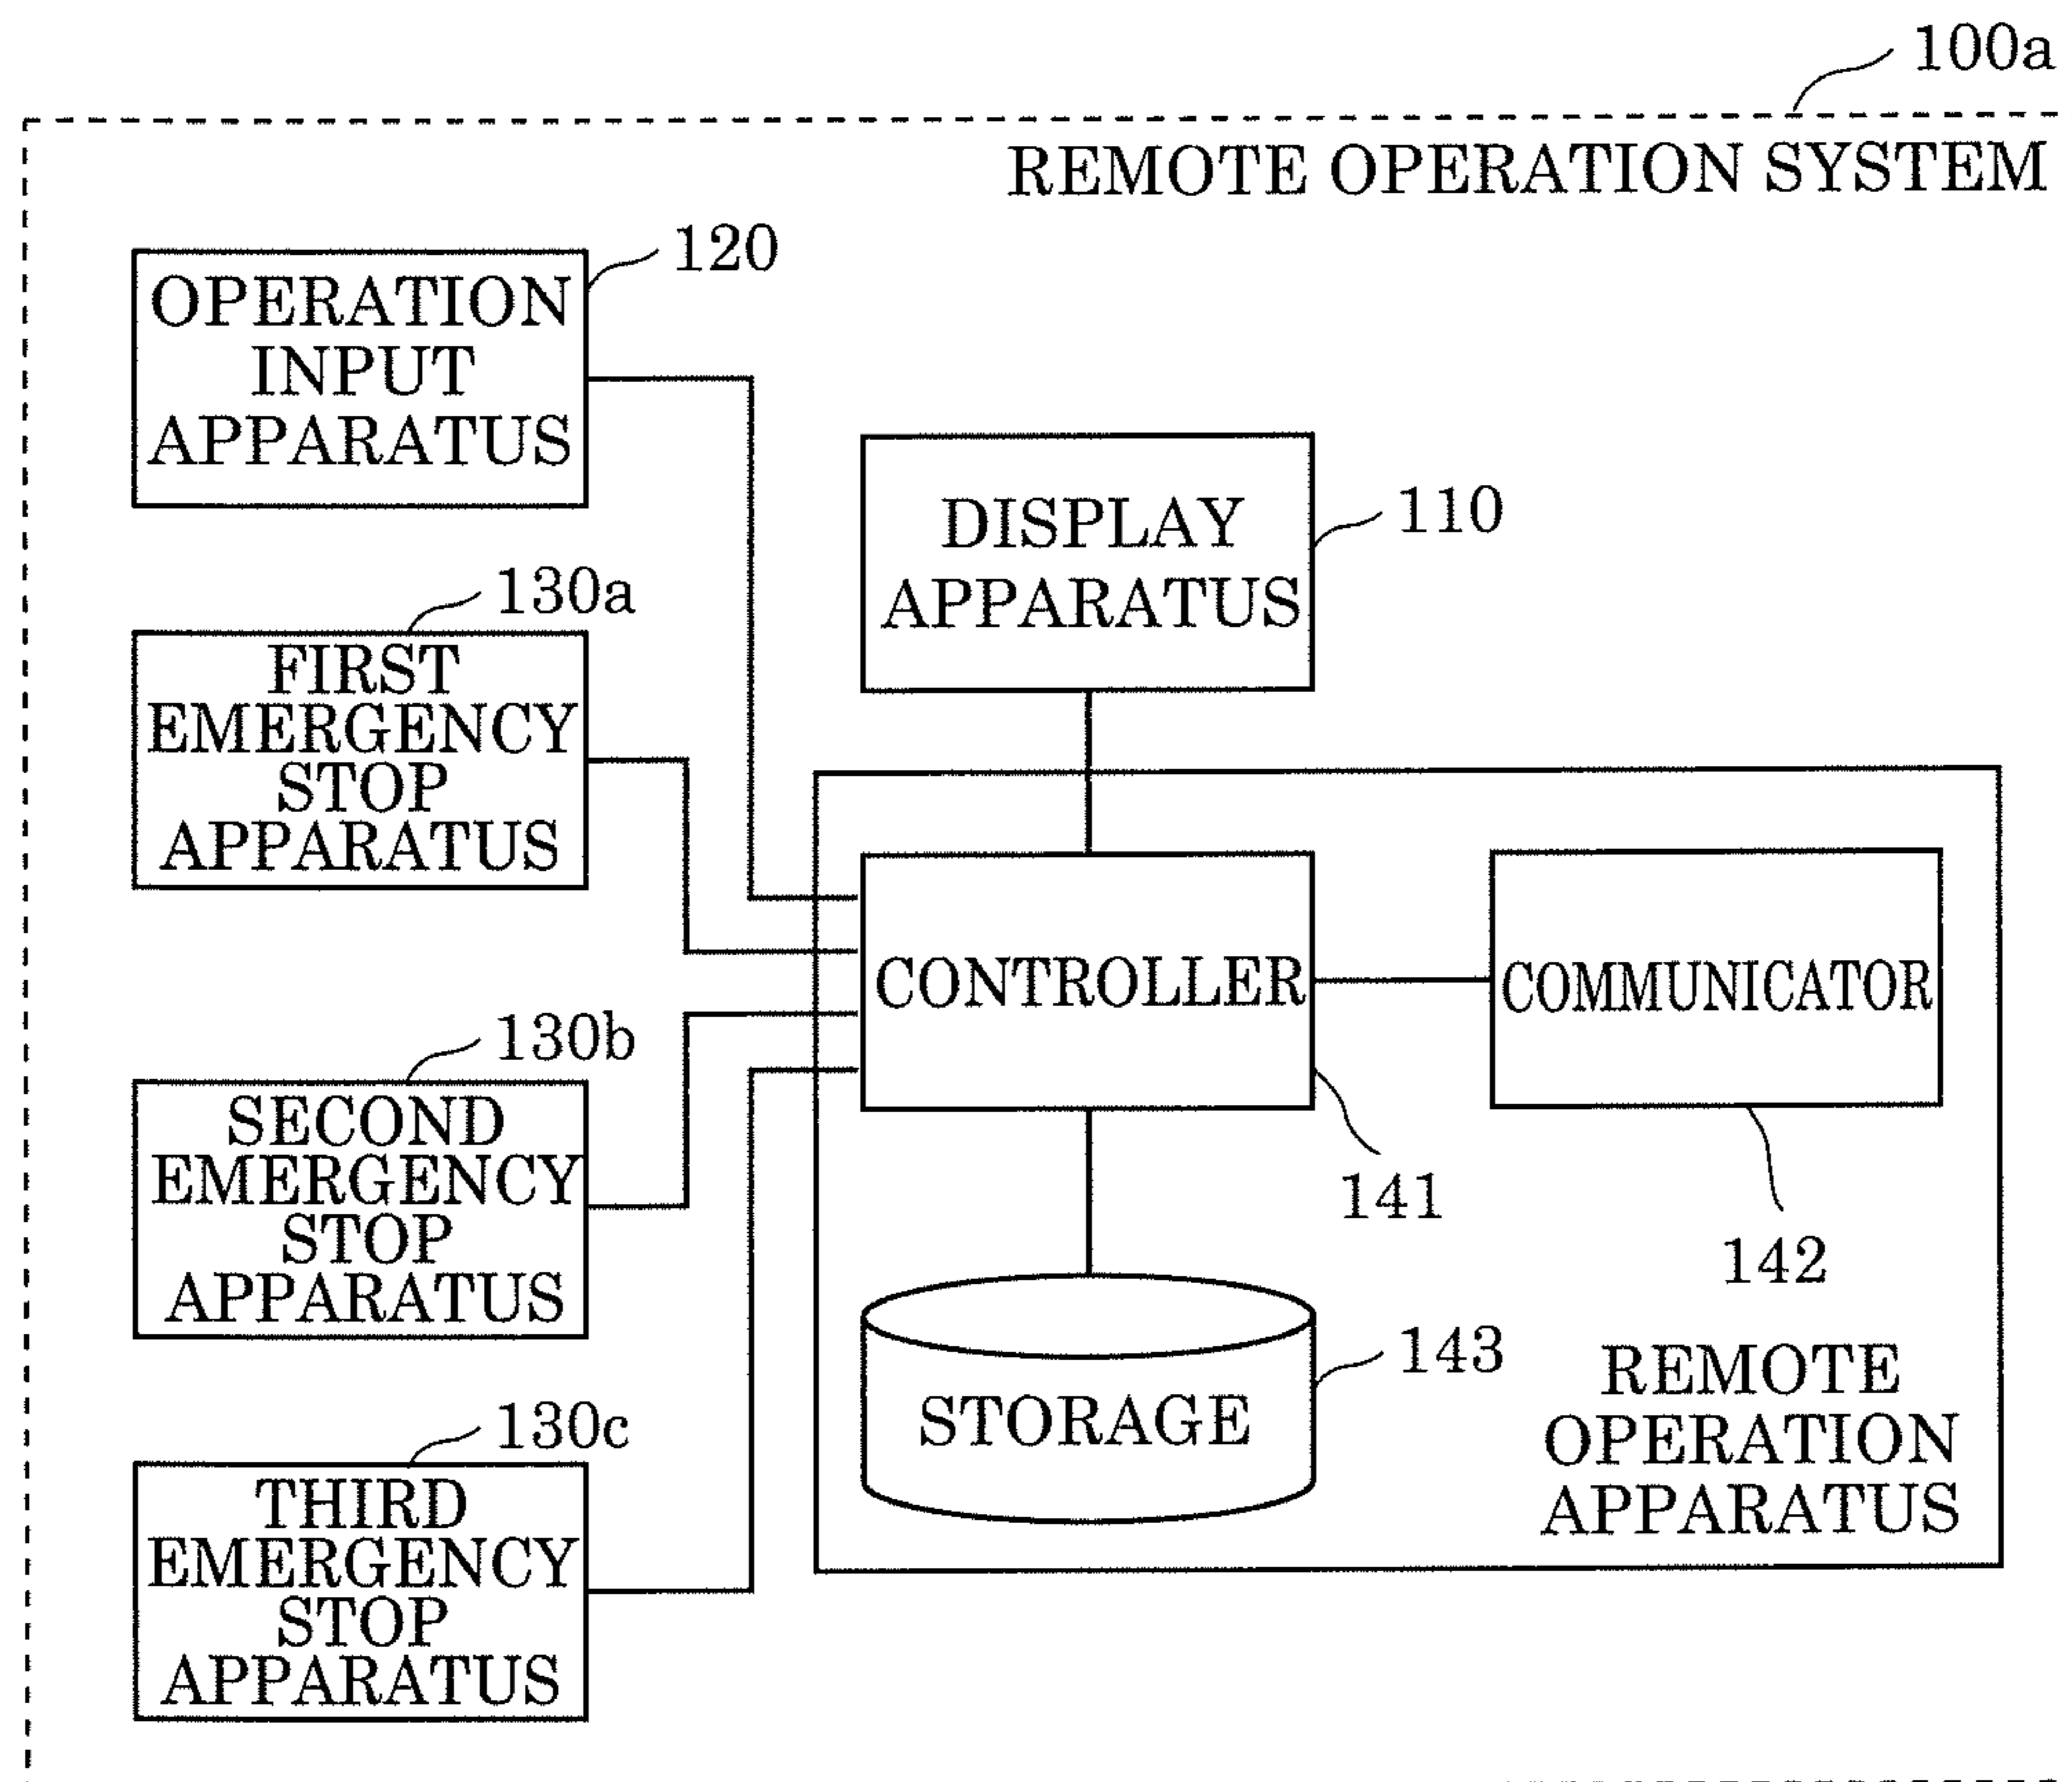 100a
REMOTE OPERATION SYSTEM
120
OPERATION
INPUT
APPARATUS
DISPLAY
APPARATUS
110
130a
FIRST
EMERGENCY
STOP
APPARATUS
CONTROLLER
COMMUNICATOR
130b
SECOND
EMERGENCY
STOP
APPARATUS
141
142
130c
THIRD
EMERGENCY
STOP
APPARATUS
STORAGE
143
REMOTE
OPERATION
APPARATUS